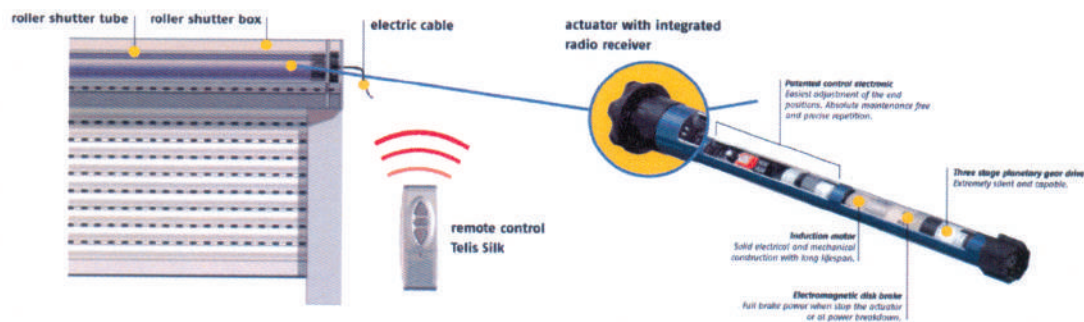 roller shutter tube
roller shutter box
electric cable
actuator with integrated
radio receiver
Patented control electronic
Easiest adjustment of the end
positions. Absolute maintenance free
and precise repetition.
Three stage planetary gear drive
Extremely silent and capable.
remote control
Telis Silk
Induction motor
Solid electrical and mechanical
construction with long lifespan.
Electromagnetic disk brake
Full brake power when stop the actuator
or at power breakdown.